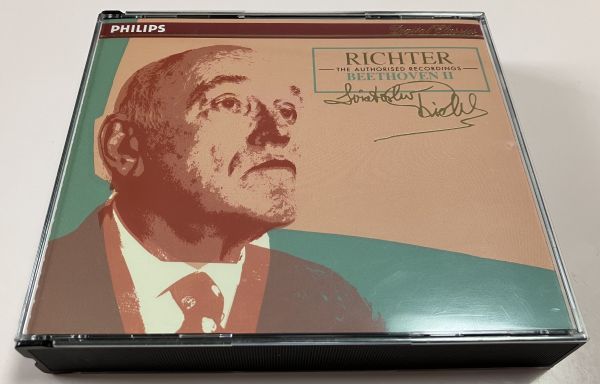 PHILIPS
RICHTER
THE AUTHORISED RECORDINGS
BEETHOVEN II